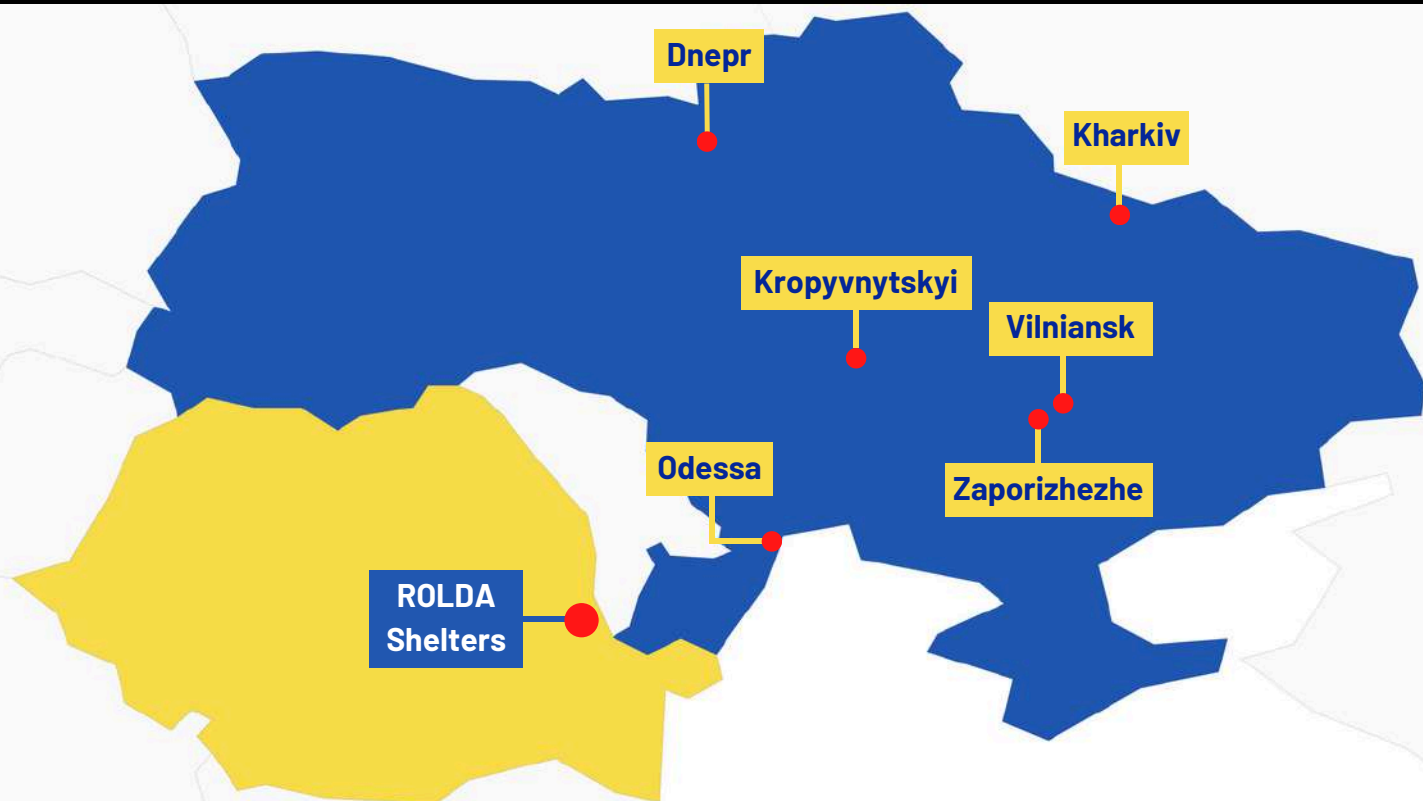 Dnepr
Kharkiv
Kropyvnytskyi
Vilniansk
Odessa
Zaporizhezhe
ROLDA
Shelters